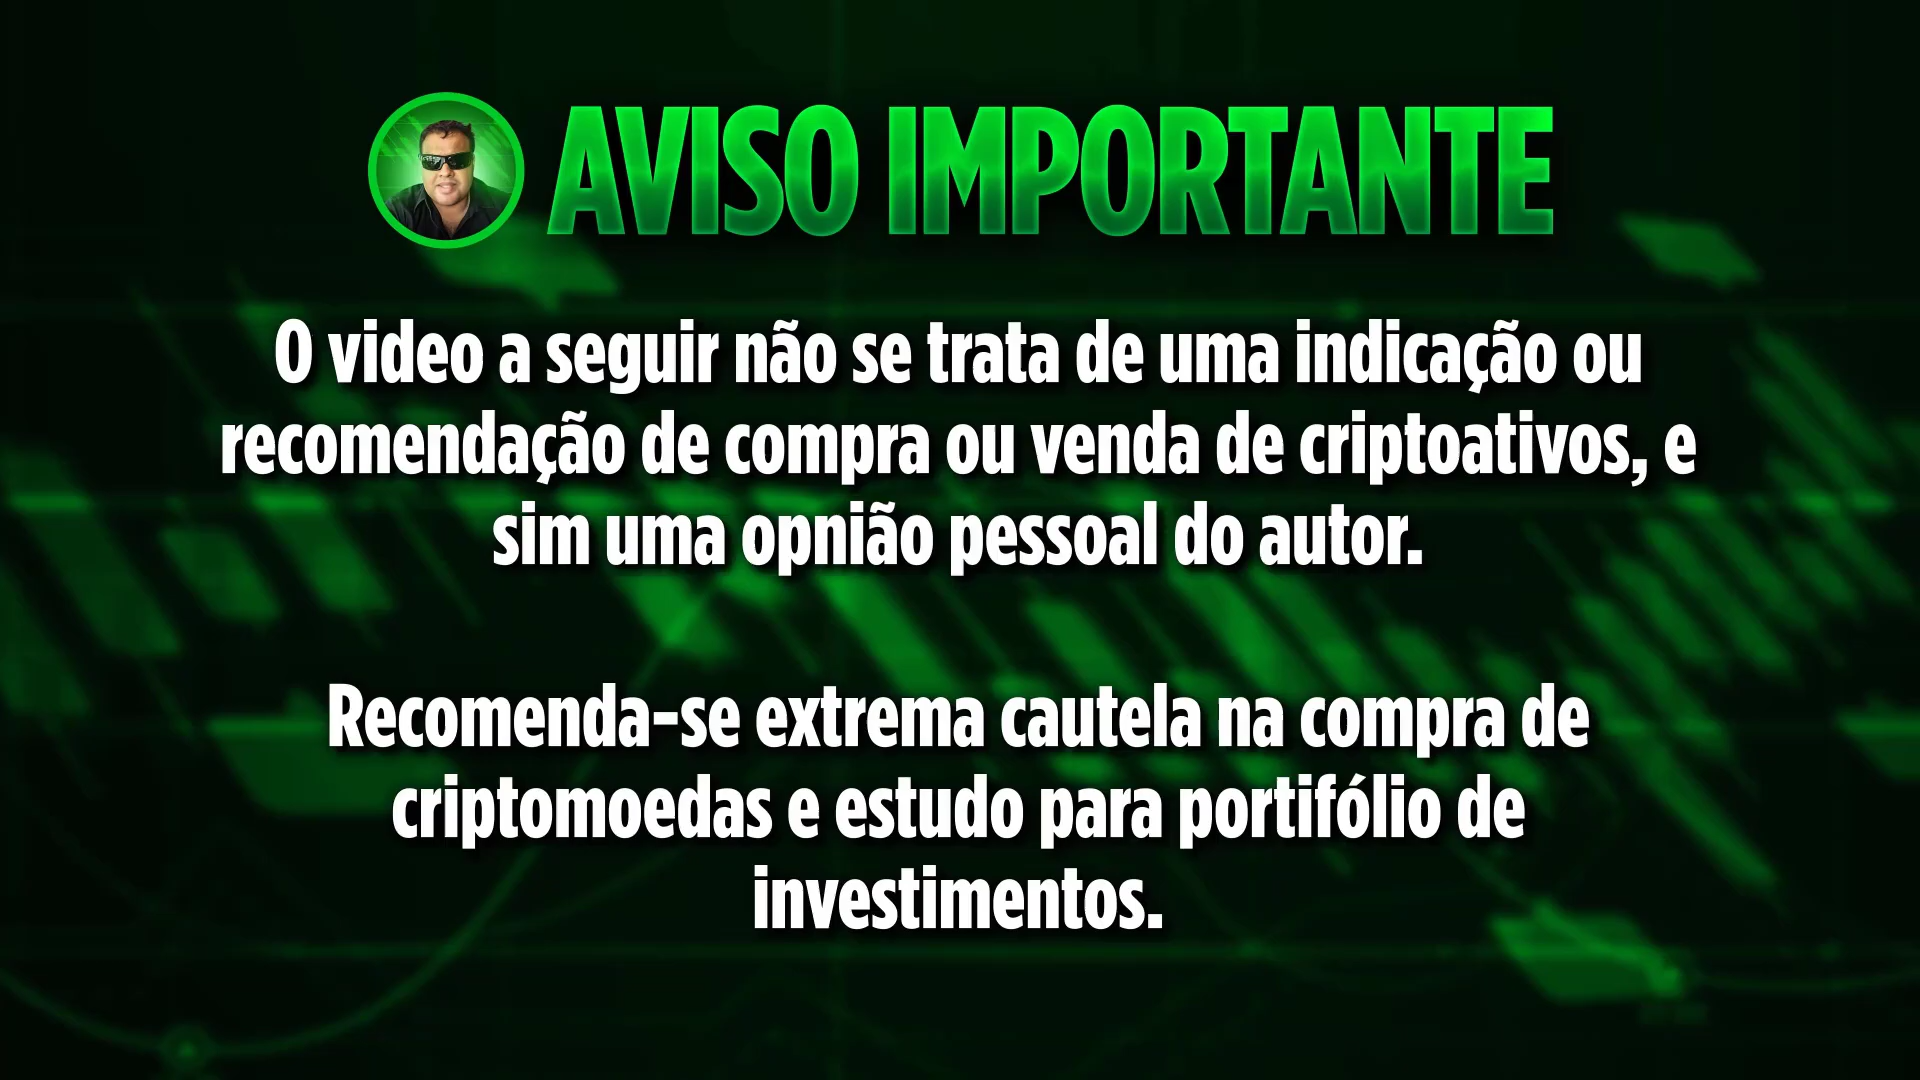 AVISO IMPORTANTE
O video a seguir não se trata de uma indicação ou
recomendação de compra ou venda de criptoativos, e
sim uma opnião pessoal do autor.
Recomenda-se extrema cautela na compra de
criptomoedas e estudo para portifólio de
investimentos.